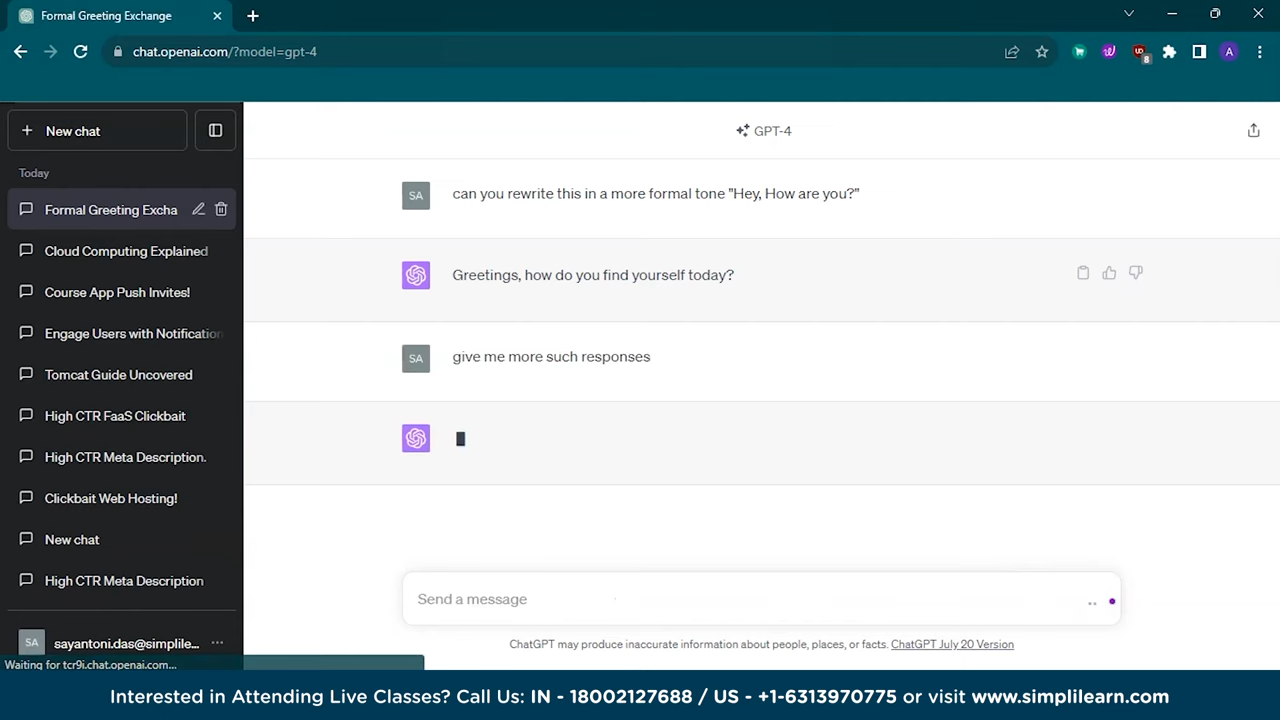 Formal Greeting Exchange
chat.openai.com/?model=gpt-4
8
A
New chat
GPT-4
Today
Formal Greeting Excha
Cloud Computing Explained
Course App Push Invites!
Engage Users with Notification
Tomcat Guide Uncovered
High CTR FaaS Clickbait
High CTR Meta Description.
Clickbait Web Hosting!
New chat
High CTR Meta Description
SA sayantoni.das@simplile...
Waiting for tcr9i.chat.openai.com...
SA can you rewrite this in a more formal tone "Hey, How are you?"
Greetings, how do you find yourself today?
SA give me more such responses
Send a message
ChatGPT may produce inaccurate information about people, places, or facts. ChatGPT July 20 Version
Interested in Attending Live Classes? Call Us: IN - 18002127688 / US - +1-6313970775 or visit www.simplilearn.com